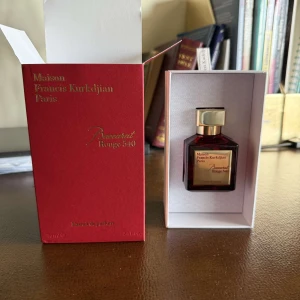 Maison
Francis Kurkdjian
Paris
Baccarat
Rouge 540
Maison
Francis Kurkdjian
Paris
Baccarat
Rouge 540